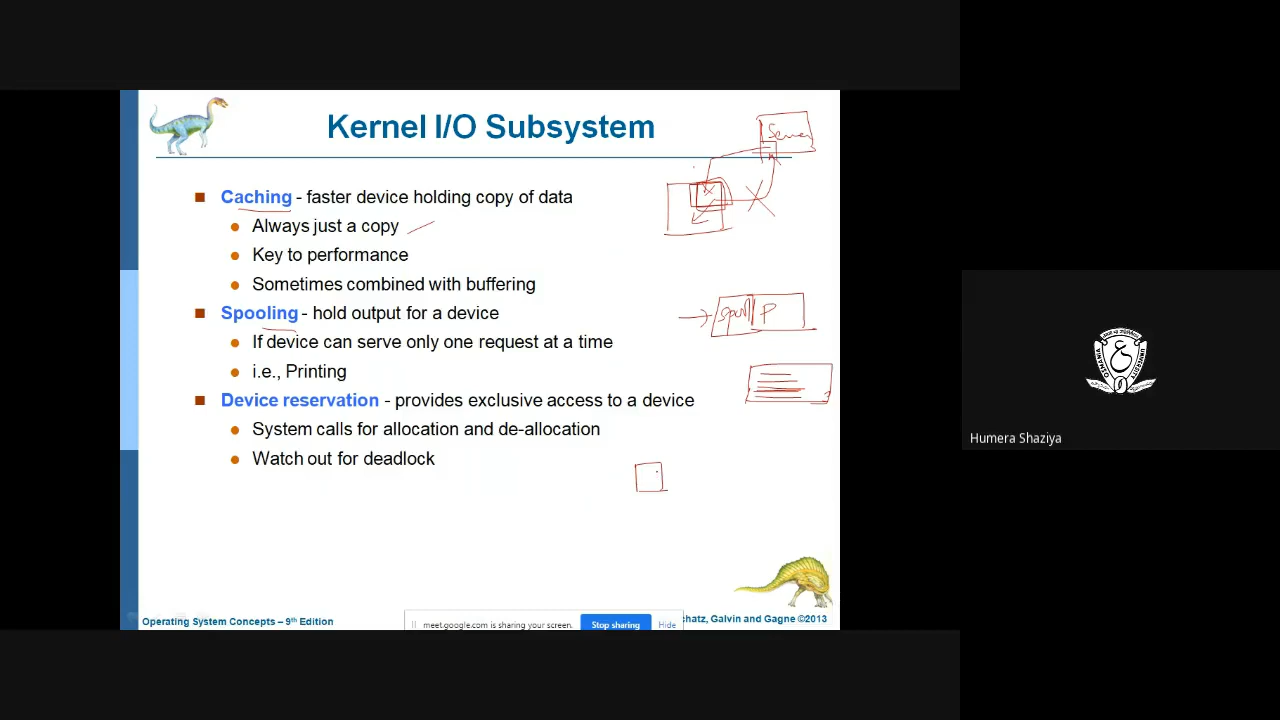 Kernel I/O Subsystem
Server
Caching - faster device holding copy of data
Always just a copy
Key to performance
Sometimes combined with buffering
Spooling - hold output for a device
spool P
If device can serve only one request at a time
i.e., Printing
Device reservation - provides exclusive access to a device
System calls for allocation and de-allocation
Watch out for deadlock
Humera Shaziya
OSMANIA UNIVERSITY
Operating System Concepts – 9th Edition
meet.google.com is sharing your screen.
Stop sharing
Hide
chatz, Galvin and Gagne ©2013